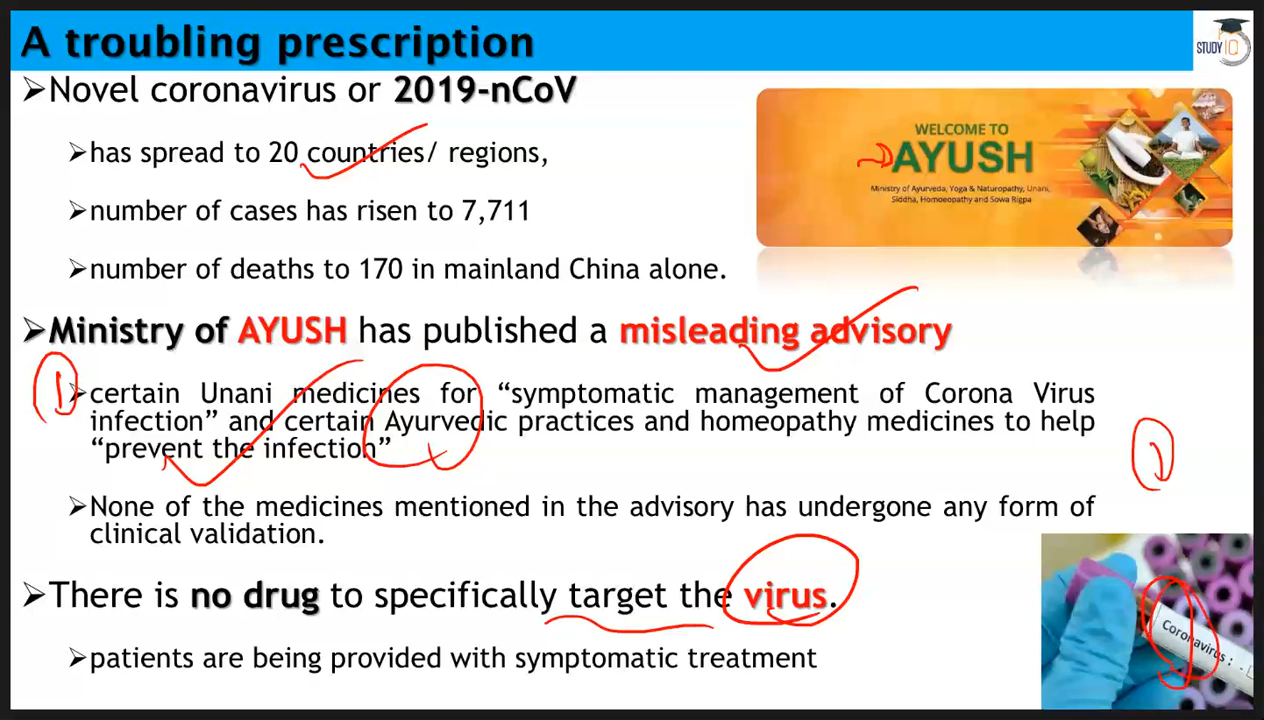 A troubling prescription
STUDY IQ
➢Novel coronavirus or 2019-nCoV
➢has spread to 20 countries/ regions,
➢number of cases has risen to 7,711
➢number of deaths to 170 in mainland China alone.
WELCOME TO
AYUSH
Ministry of Ayurveda, Yoga & Naturopathy, Unani,
Siddha, Homoeopathy and Sowa Rigpa
➢Ministry of AYUSH has published a misleading advisory
➢certain Unani medicines for “symptomatic management of Corona Virus
infection” and certain Ayurvedic practices and homeopathy medicines to help
“prevent the infection”
➢None of the medicines mentioned in the advisory has undergone any form of
clinical validation.
➢There is no drug to specifically target the virus.
➢patients are being provided with symptomatic treatment
Coronavirus :